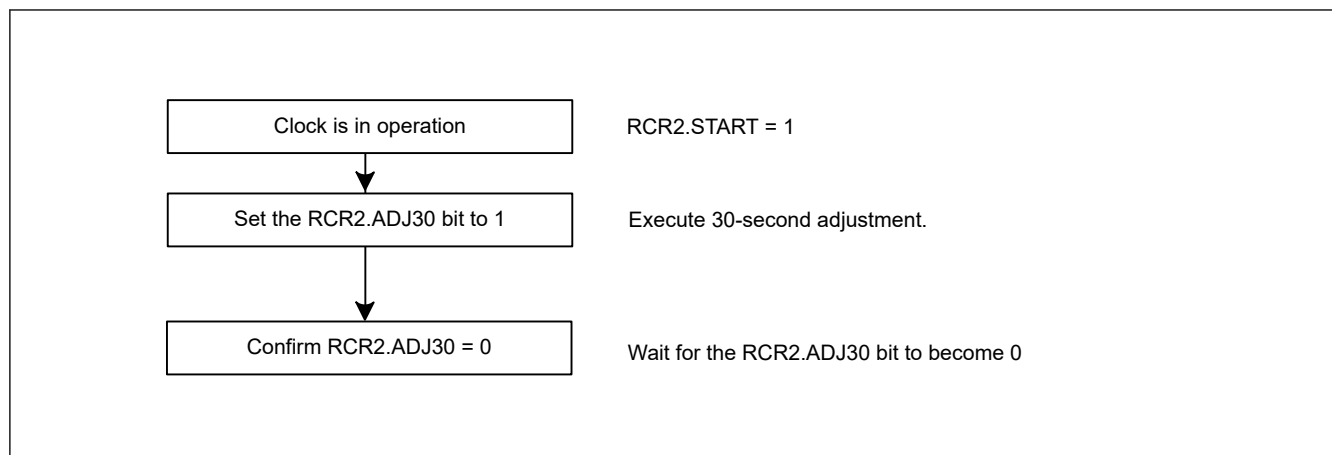 Clock is in operation
RCR2.START = 1
Set the RCR2.ADJ30 bit to 1
Execute 30-second adjustment.
Confirm RCR2.ADJ30 = 0
Wait for the RCR2.ADJ30 bit to become 0